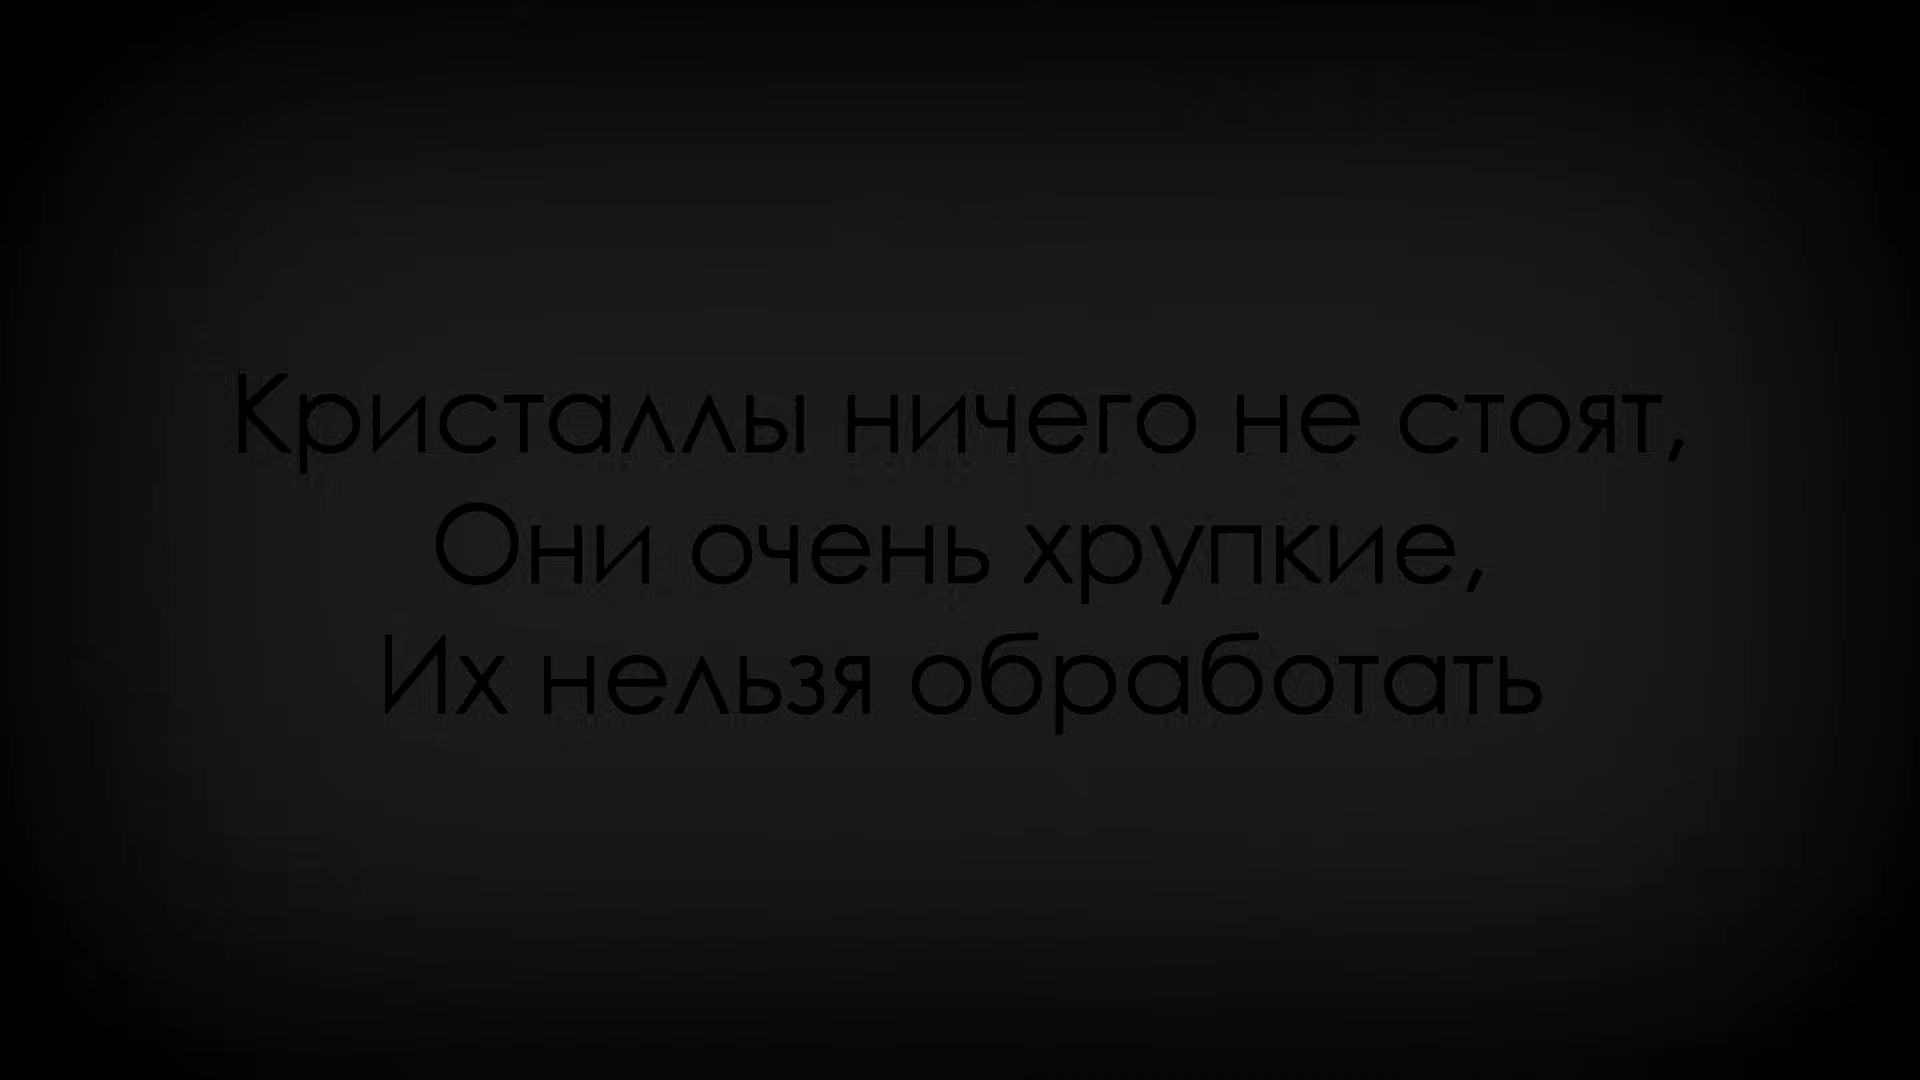 Кристаллы ничего не стоят,
Они очень хрупкие,
Их нельзя обработать